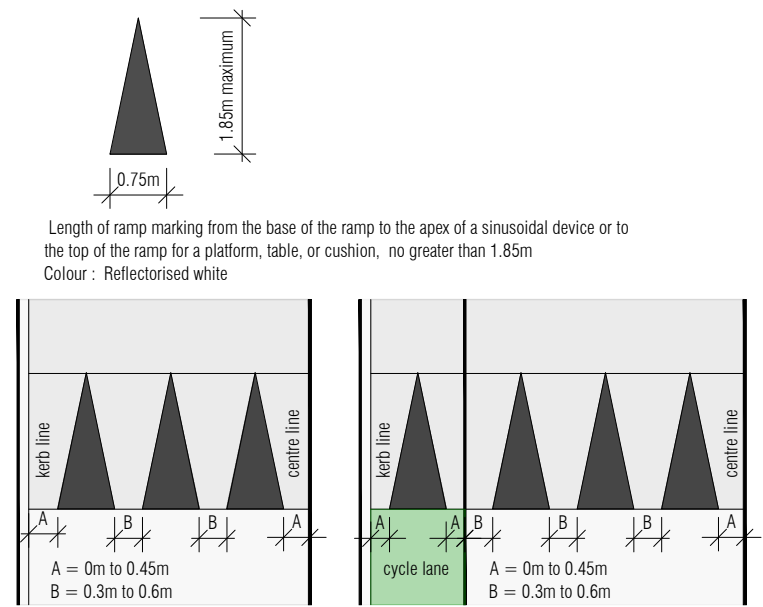 1.85m maximum
0.75m
Length of ramp marking from the base of the ramp to the apex of a sinusoidal device or to
the top of the ramp for a platform, table, or cushion, no greater than 1.85m
Colour : Reflectorised white
kerb line
centre line
A
B
B
A
A = 0m to 0.45m
B = 0.3m to 0.6m
kerb line
centre line
A
A
B
B
B
A
cycle lane
A = 0m to 0.45m
B = 0.3m to 0.6m